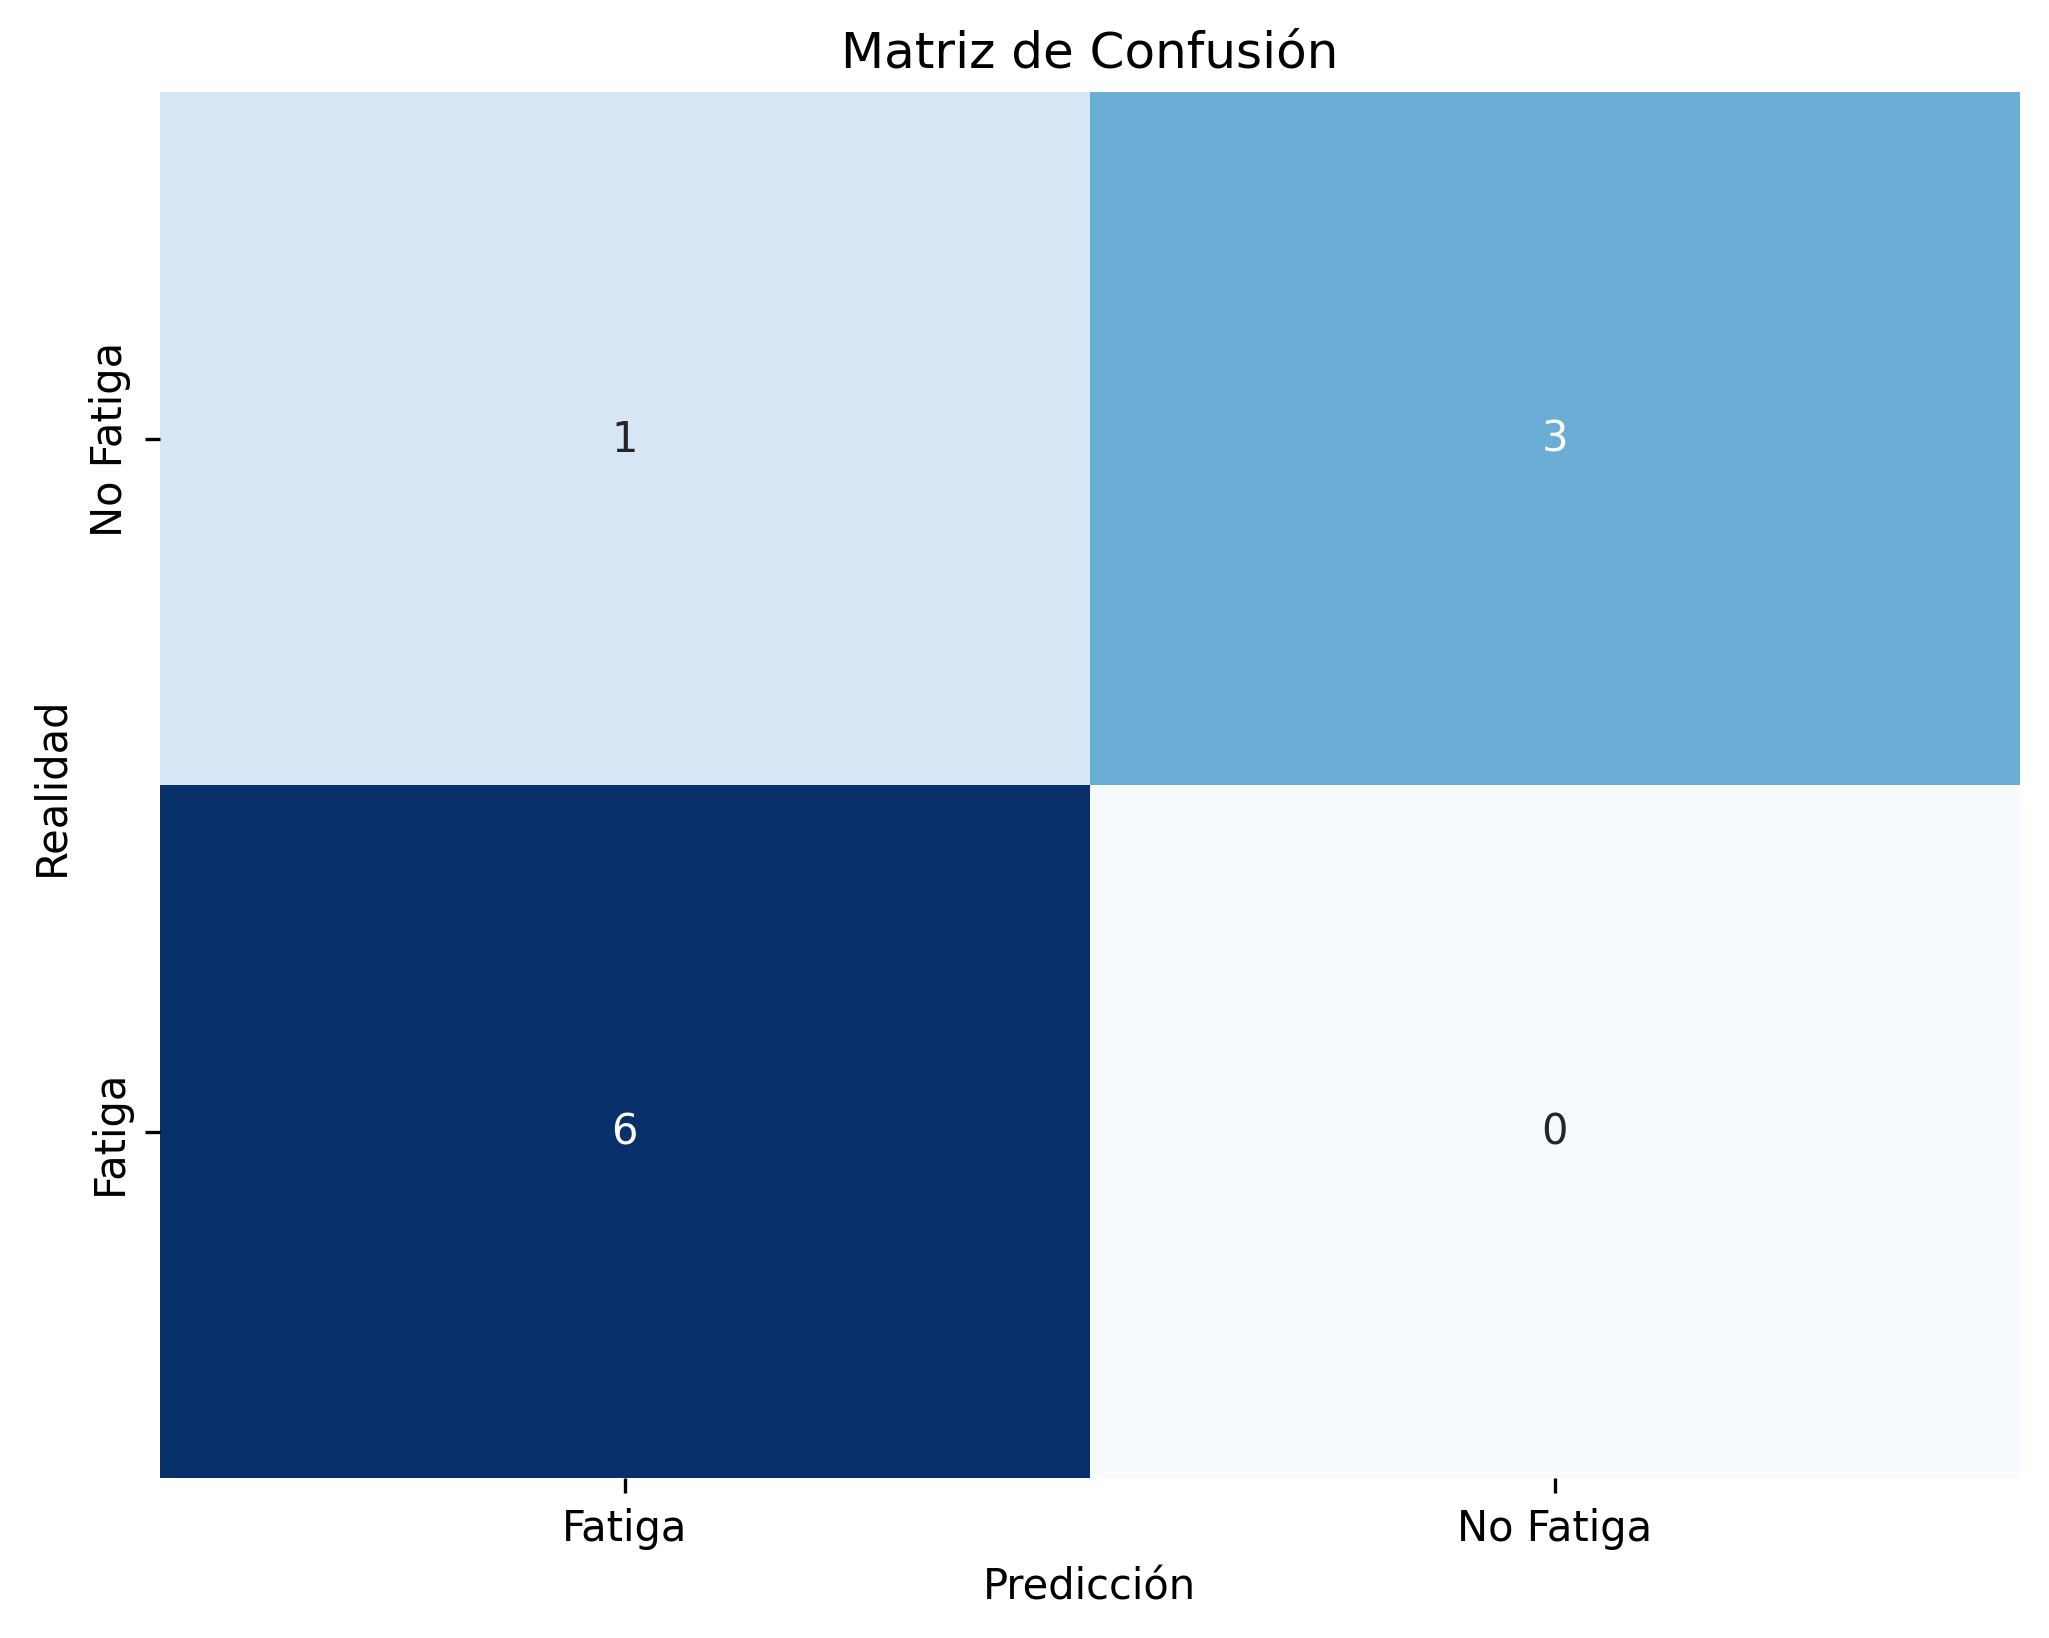 Matriz de Confusión
No Fatiga
1
3
Realidad
Fatiga
6
0
Fatiga
No Fatiga
Predicción